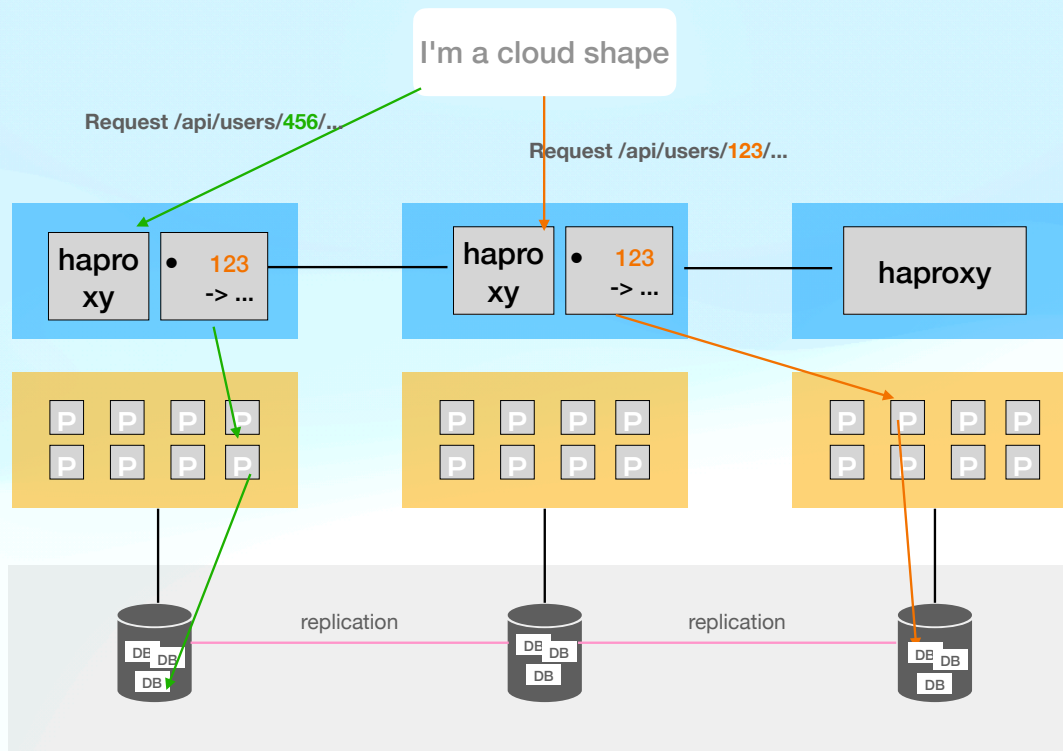 I'm a cloud shape
Request /api/users/456/...
Request /api/users/123/...
hapro
xy
• 123
-> ...
hapro
xy
• 123
-> ...
haproxy
P P P P
P P P P
P P P P
P P P P
P P P P
P P P P
replication
replication
DB
DB
DB
DB
DB
DB
DB
DB
DB